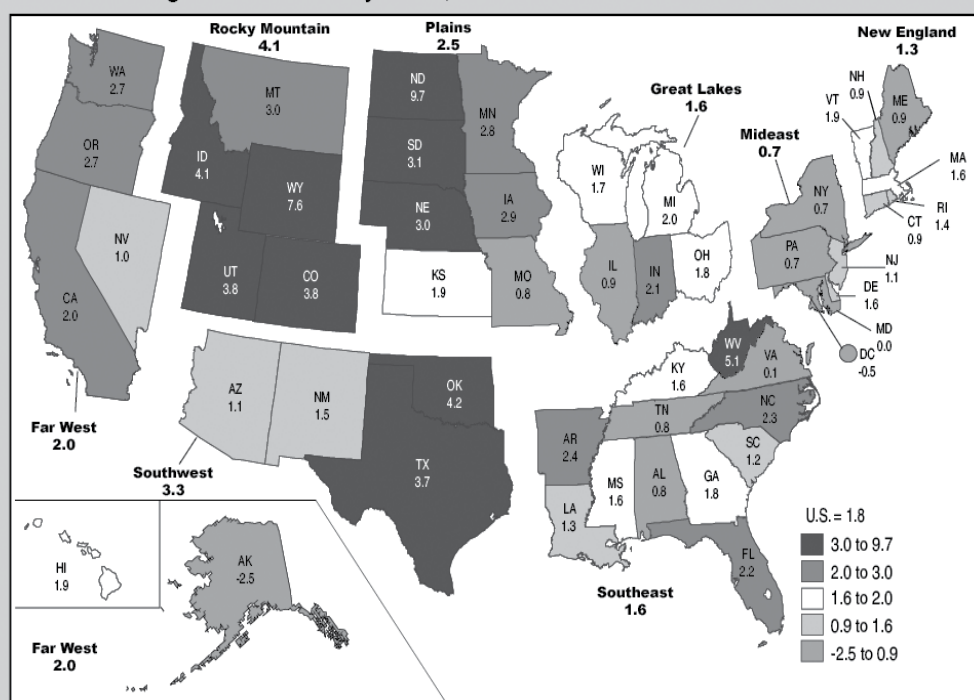 Rocky Mountain
4.1
Plains
2.5
New England
1.3
Great Lakes
1.6
Mideast
0.7
WA
2.7
OR
2.7
CA
2.0
NV
1.0
MT
3.0
ID
4.1
WY
7.6
UT
3.8
CO
3.8
ND
9.7
SD
3.1
NE
3.0
KS
1.9
MN
2.8
IA
2.9
MO
0.8
WI
1.7
MI
2.0
IL
0.9
IN
2.1
OH
1.8
NH
0.9
VT
1.9
ME
0.9
MA
1.6
RI
1.4
CT
0.9
NY
0.7
PA
0.7
NJ
1.1
DE
1.6
MD
0.0
DC
-0.5
AZ
1.1
NM
1.5
OK
4.2
TX
3.7
Far West
2.0
Southwest
3.3
WV
5.1
VA
0.1
KY
1.6
NC
2.3
TN
0.8
SC
1.2
AR
2.4
LA
1.3
MS
1.6
AL
0.8
GA
1.8
FL
2.2
Southeast
1.6
HI
1.9
AK
-2.5
Far West
2.0
U.S. = 1.8
3.0 to 9.7
2.0 to 3.0
1.6 to 2.0
0.9 to 1.6
-2.5 to 0.9